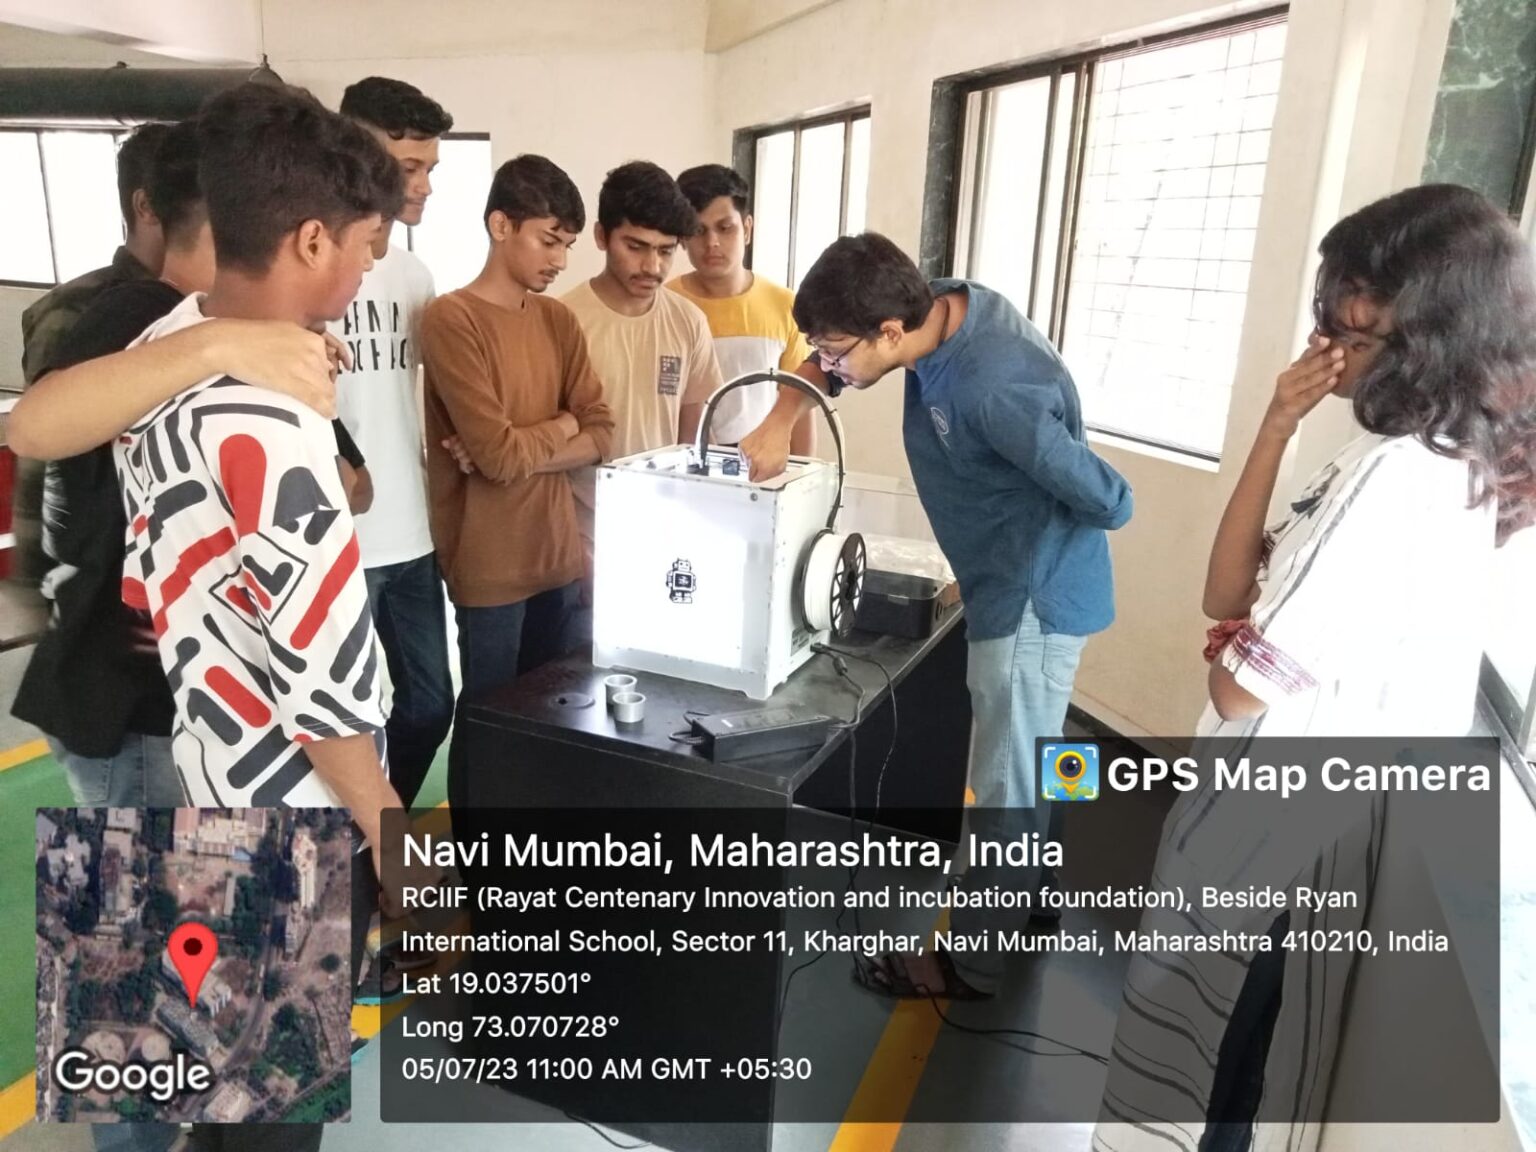 GPS Map Camera
Navi Mumbai, Maharashtra, India
RCIIF (Rayat Centenary Innovation and incubation foundation), Beside Ryan
International School, Sector 11, Kharghar, Navi Mumbai, Maharashtra 410210, India
Lat 19.037501°
Long 73.070728°
05/07/23 11:00 AM GMT +05:30
Google